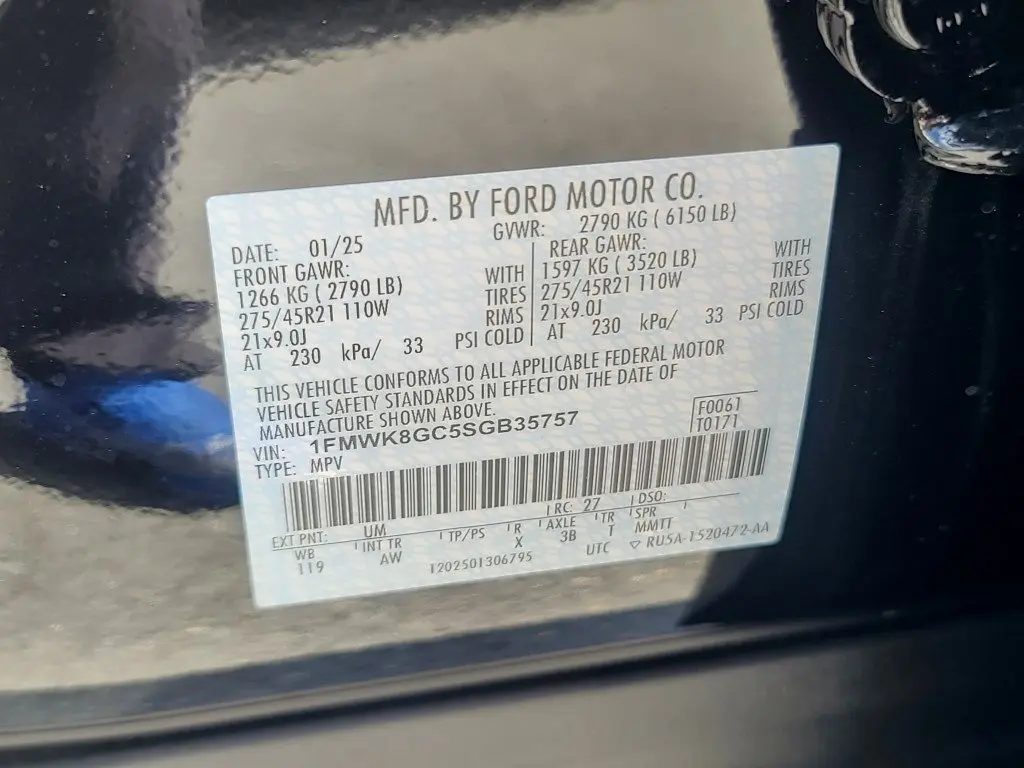 MFD. BY FORD MOTOR CO.
DATE: 01/25 GVWR: 2790 KG ( 6150 LB)
FRONT GAWR: WITH REAR GAWR: WITH
1266 KG ( 2790 LB) TIRES 1597 KG ( 3520 LB) TIRES
275/45R21 110W RIMS 275/45R21 110W RIMS
21x9.0J 21x9.0J
AT 230 kPa/ 33 PSI COLD AT 230 kPa/ 33 PSI COLD
THIS VEHICLE CONFORMS TO ALL APPLICABLE FEDERAL MOTOR
VEHICLE SAFETY STANDARDS IN EFFECT ON THE DATE OF
MANUFACTURE SHOWN ABOVE.
VIN: 1FMWK8GC5SGB35757 F0061
TYPE: MPV T0171
EXT PNT: UM RC: 27 DSO:
WB INT TR TP/PS R AXLE TR SPR
119 AW X 3B T MMTT
1202501306795 UTC ▽ RU5A-1520472-AA